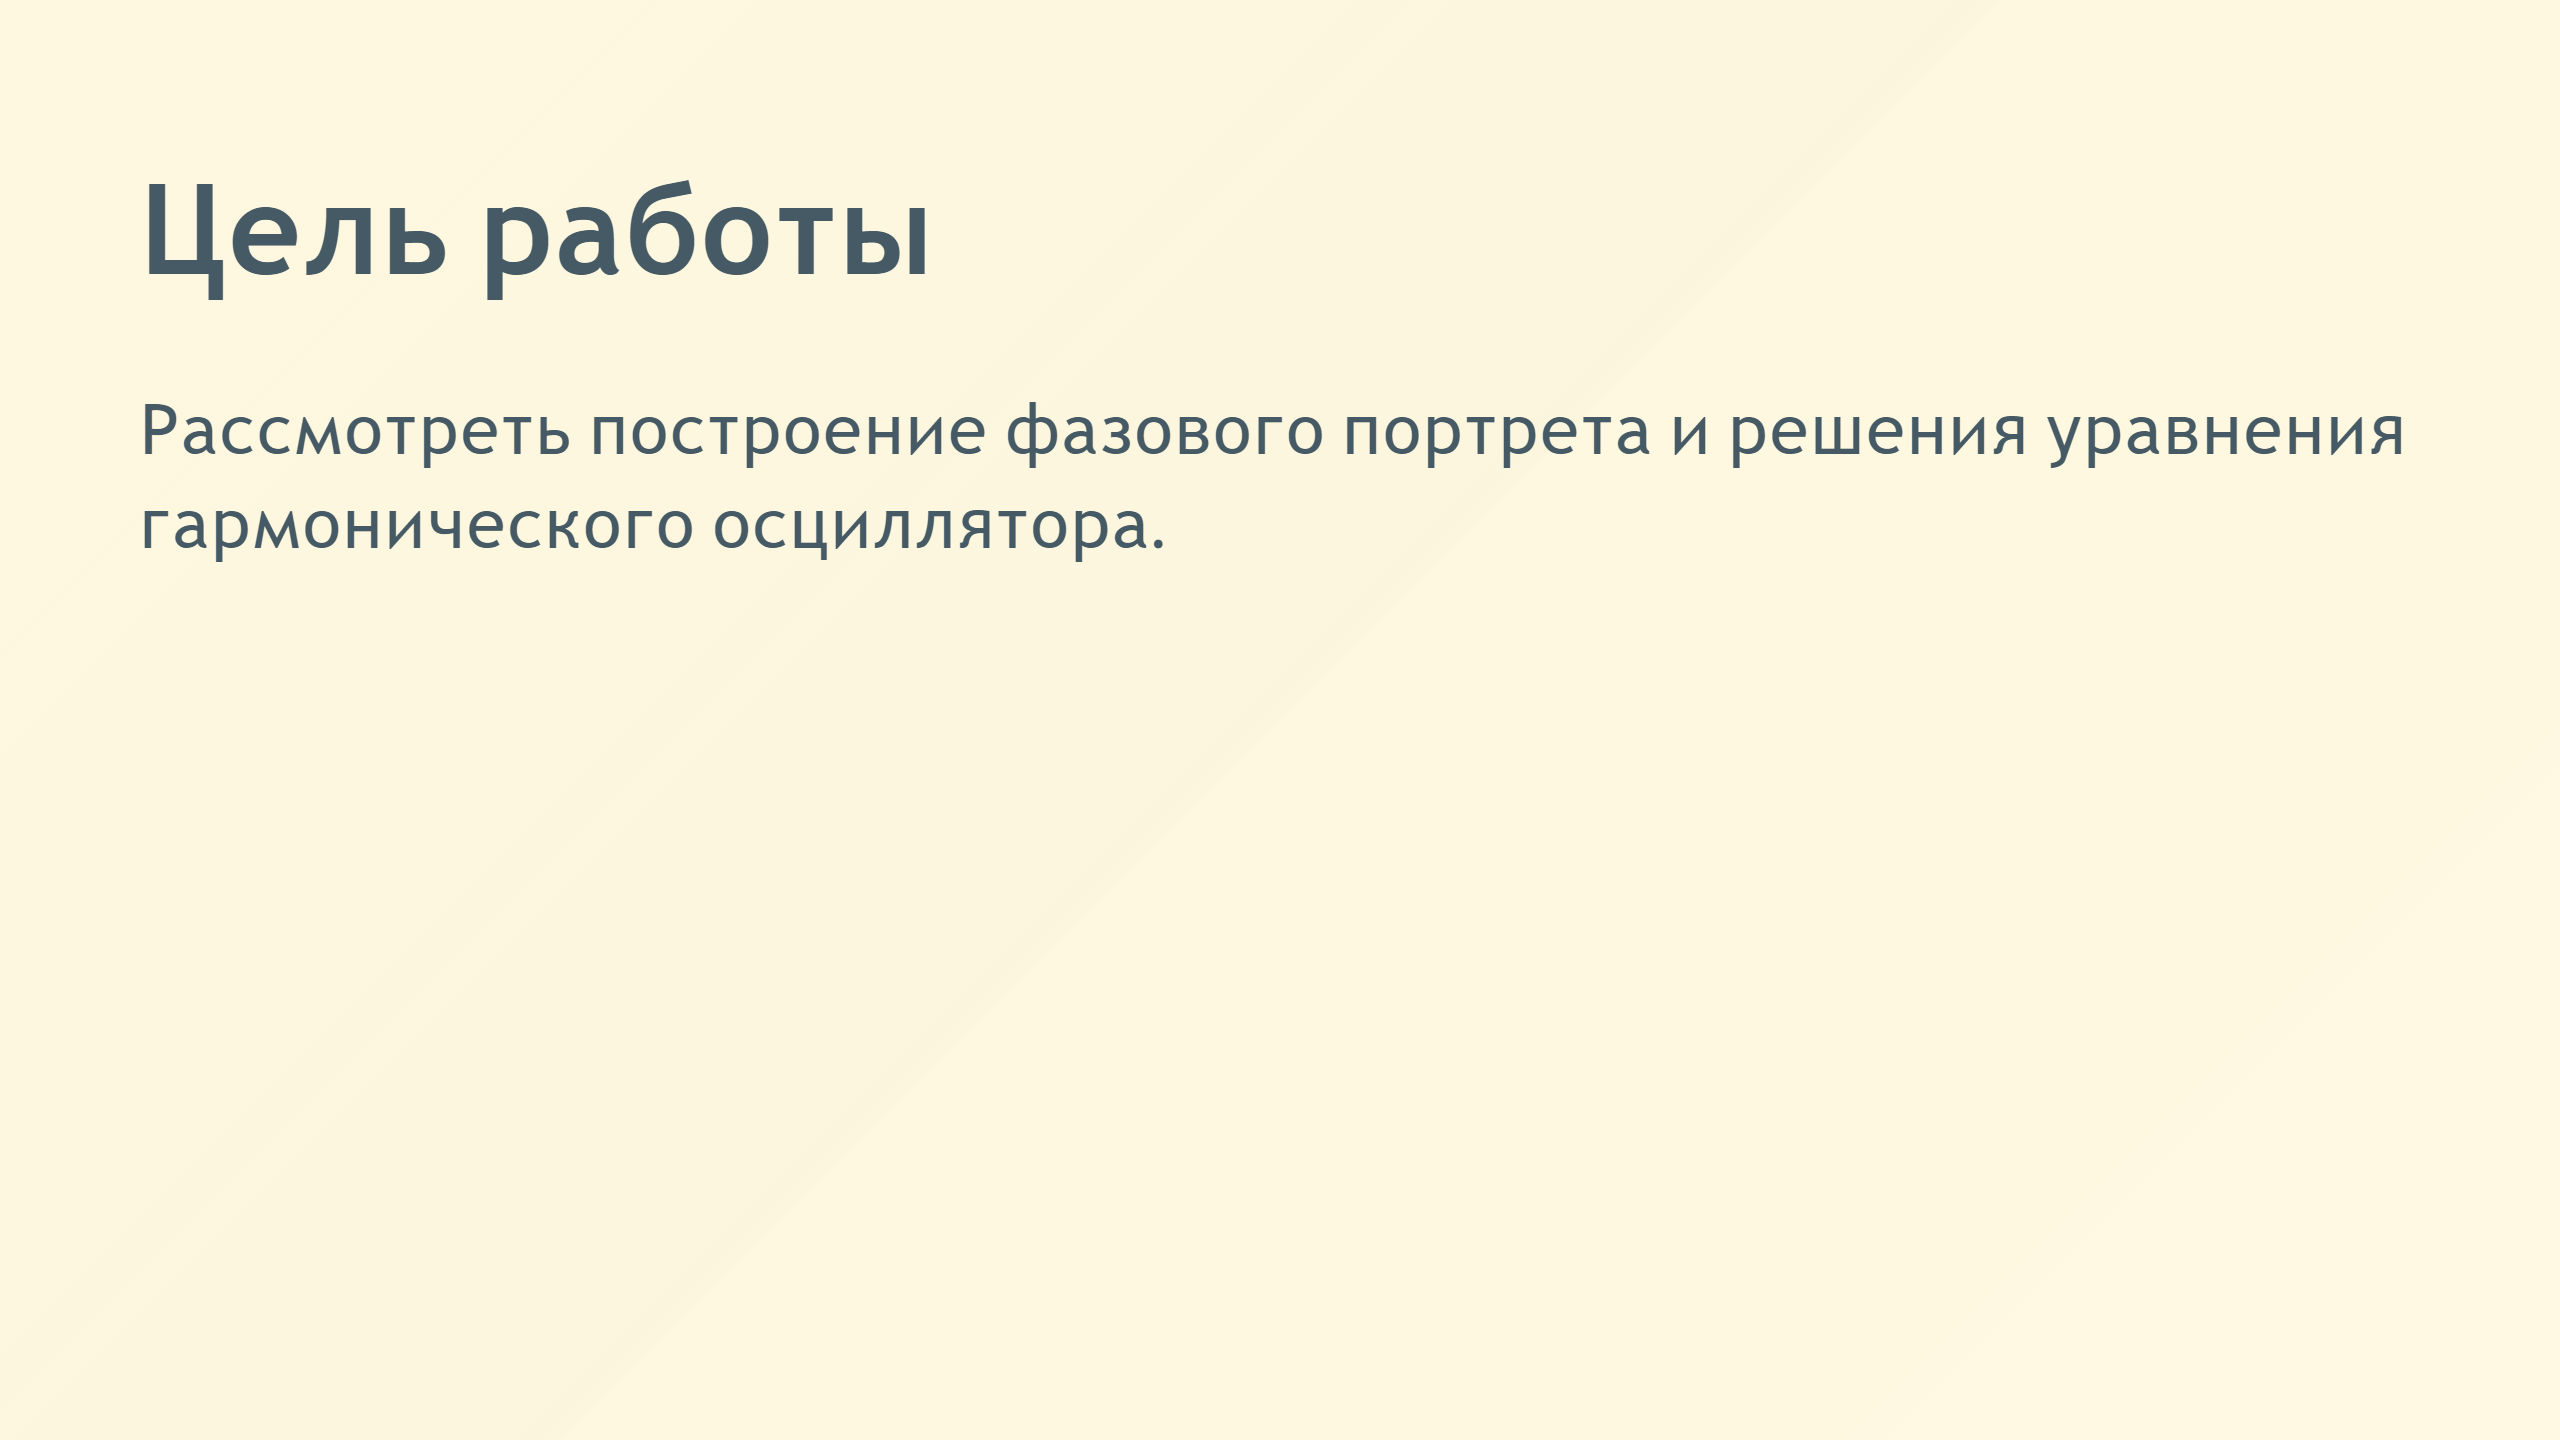 Цель работы
Рассмотреть построение фазового портрета и решения уравнения
гармонического осциллятора.